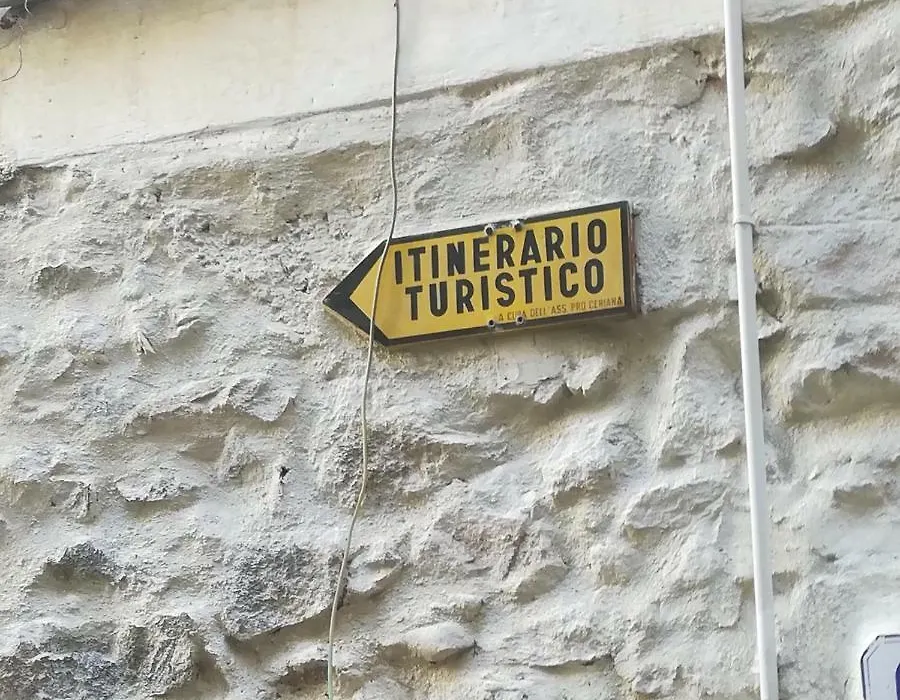 ITINERARIO
TURISTICO
A CURA DELL'ASS. PRO CERIANA